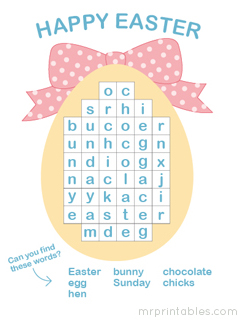 HAPPY EASTER
o c
s r h i
b u c o e r
u n h c g n
n d i o g x
n a c l a j
y y k a c i
e a s t e r
m d e g
Can you find
these words?
Easter bunny chocolate
egg Sunday chicks
hen
mrprintables.com